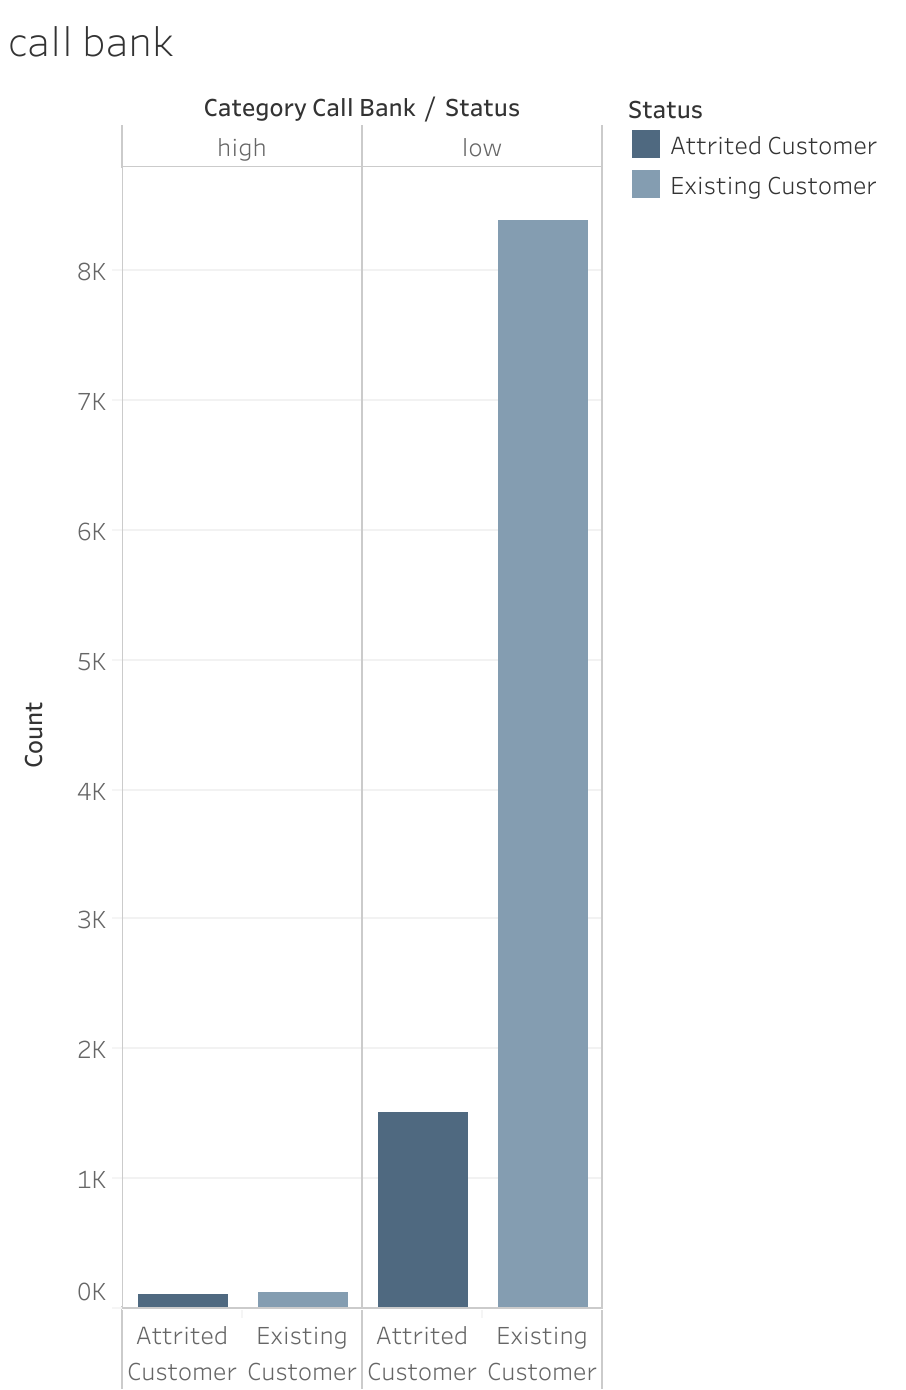 call bank
Category Call Bank / Status
high low
Status
Attrited Customer
Existing Customer
8K
7K
6K
5K
4K
3K
2K
1K
0K
Count
Attrited Customer
Existing Customer
Attrited Customer
Existing Customer